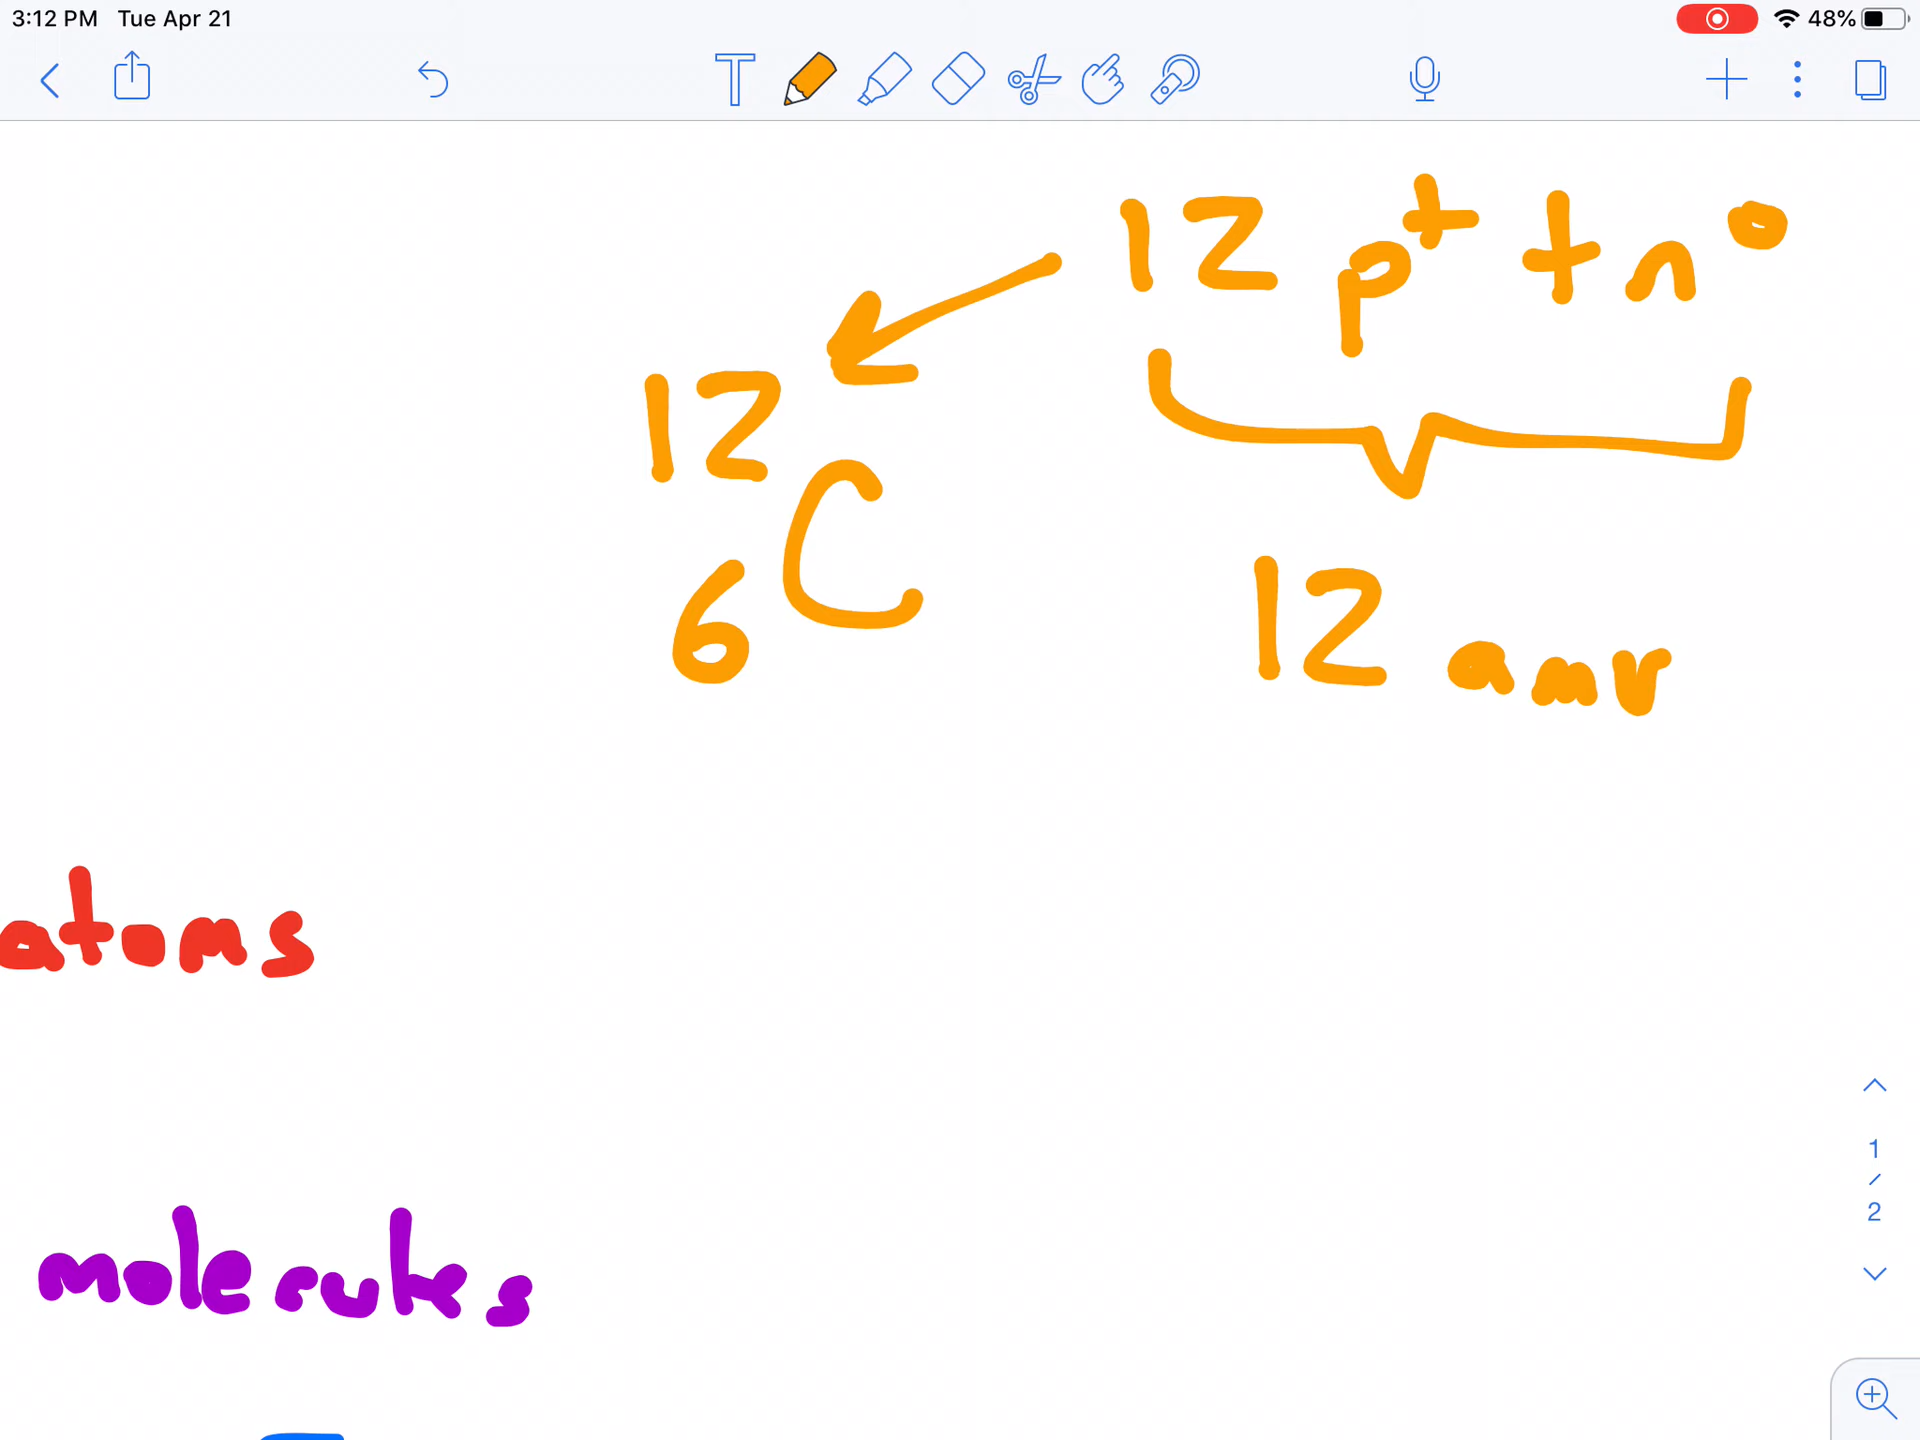 3:12 PM Tue Apr 21 48%
12 p⁺ + n⁰
12
C
6
12 amu
atoms
molecules
1
/
2